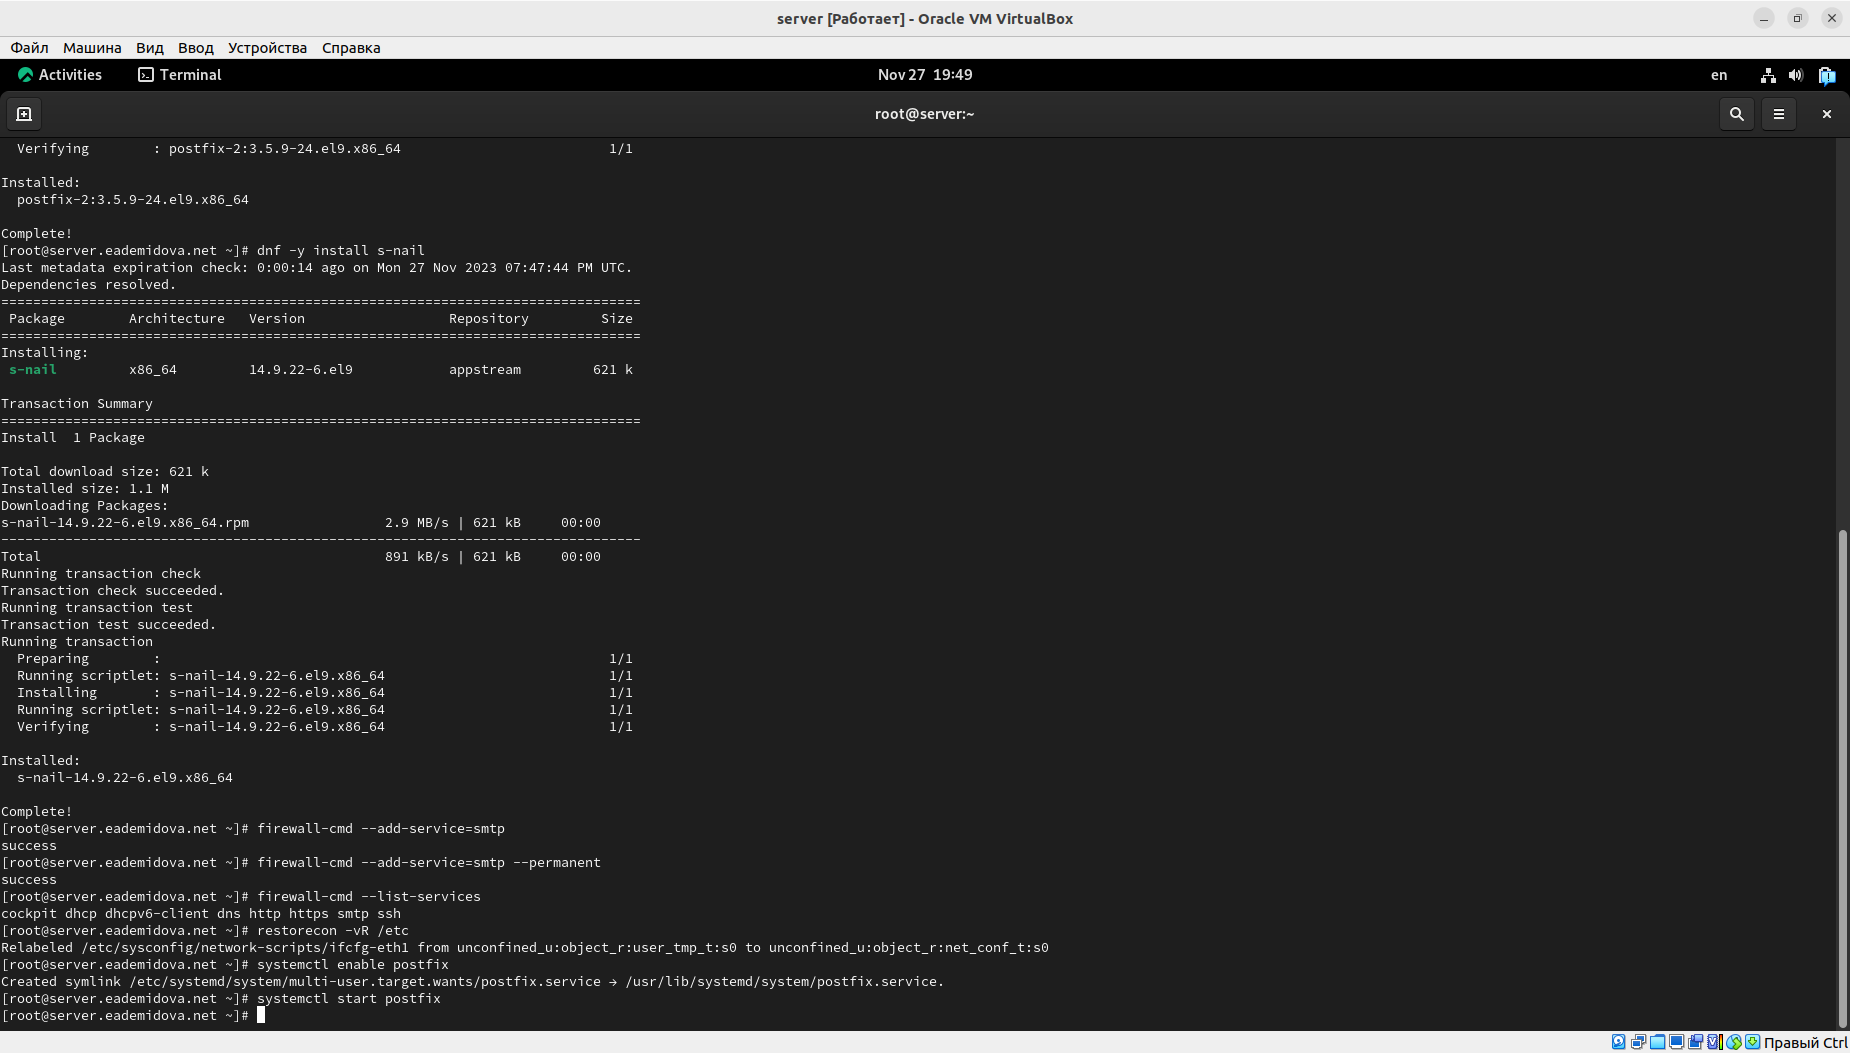 server [Работает] - Oracle VM VirtualBox
Файл Машина Вид Ввод Устройства Справка
Activities Terminal Nov 27 19:49 en
root@server:~
  Verifying        : postfix-2:3.5.9-24.el9.x86_64                          1/1

Installed:
  postfix-2:3.5.9-24.el9.x86_64

Complete!
[root@server.eademidova.net ~]# dnf -y install s-nail
Last metadata expiration check: 0:00:14 ago on Mon 27 Nov 2023 07:47:44 PM UTC.
Dependencies resolved.
================================================================================
 Package        Architecture   Version                  Repository         Size
================================================================================
Installing:
 s-nail         x86_64         14.9.22-6.el9            appstream         621 k

Transaction Summary
================================================================================
Install  1 Package

Total download size: 621 k
Installed size: 1.1 M
Downloading Packages:
s-nail-14.9.22-6.el9.x86_64.rpm                 2.9 MB/s | 621 kB     00:00
--------------------------------------------------------------------------------
Total                                           891 kB/s | 621 kB     00:00
Running transaction check
Transaction check succeeded.
Running transaction test
Transaction test succeeded.
Running transaction
  Preparing        :                                                        1/1
  Running scriptlet: s-nail-14.9.22-6.el9.x86_64                            1/1
  Installing       : s-nail-14.9.22-6.el9.x86_64                            1/1
  Running scriptlet: s-nail-14.9.22-6.el9.x86_64                            1/1
  Verifying        : s-nail-14.9.22-6.el9.x86_64                            1/1

Installed:
  s-nail-14.9.22-6.el9.x86_64

Complete!
[root@server.eademidova.net ~]# firewall-cmd --add-service=smtp
success
[root@server.eademidova.net ~]# firewall-cmd --add-service=smtp --permanent
success
[root@server.eademidova.net ~]# firewall-cmd --list-services
cockpit dhcp dhcpv6-client dns http https smtp ssh
[root@server.eademidova.net ~]# restorecon -vR /etc
Relabeled /etc/sysconfig/network-scripts/ifcfg-eth1 from unconfined_u:object_r:user_tmp_t:s0 to unconfined_u:object_r:net_conf_t:s0
[root@server.eademidova.net ~]# systemctl enable postfix
Created symlink /etc/systemd/system/multi-user.target.wants/postfix.service → /usr/lib/systemd/system/postfix.service.
[root@server.eademidova.net ~]# systemctl start postfix
[root@server.eademidova.net ~]#
Правый Ctrl